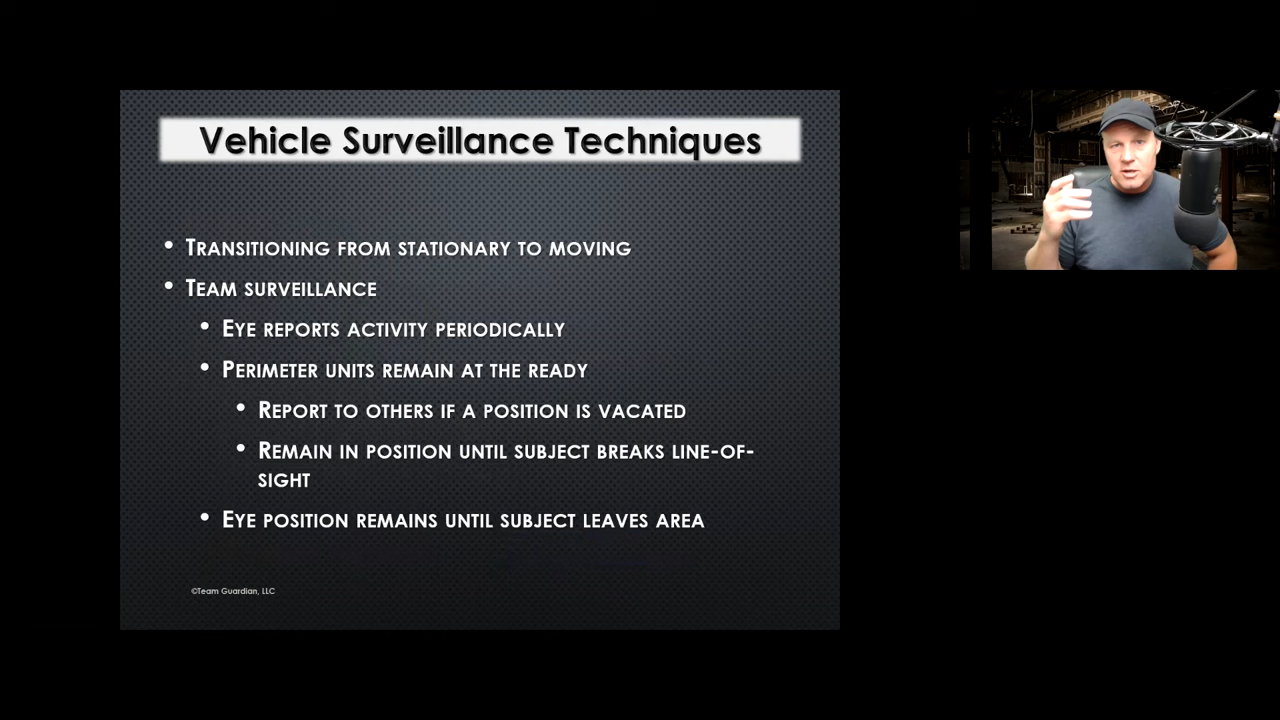 Vehicle Surveillance Techniques
Transitioning from stationary to moving
Team surveillance
Eye reports activity periodically
Perimeter units remain at the ready
Report to others if a position is vacated
Remain in position until subject breaks line-of-
sight
Eye position remains until subject leaves area
©Team Guardian, LLC